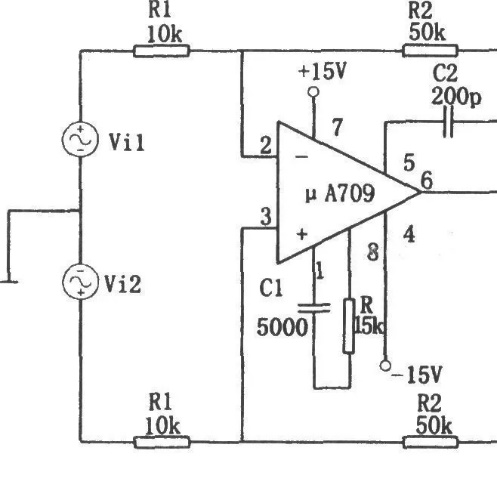 R1
10k
R2
50k
+15V
C2
200p
7
Vi1
2
−
5
6
μA709
3
+
4
8
1
Vi2
C1
5000
R
15k
−15V
R1
10k
R2
50k